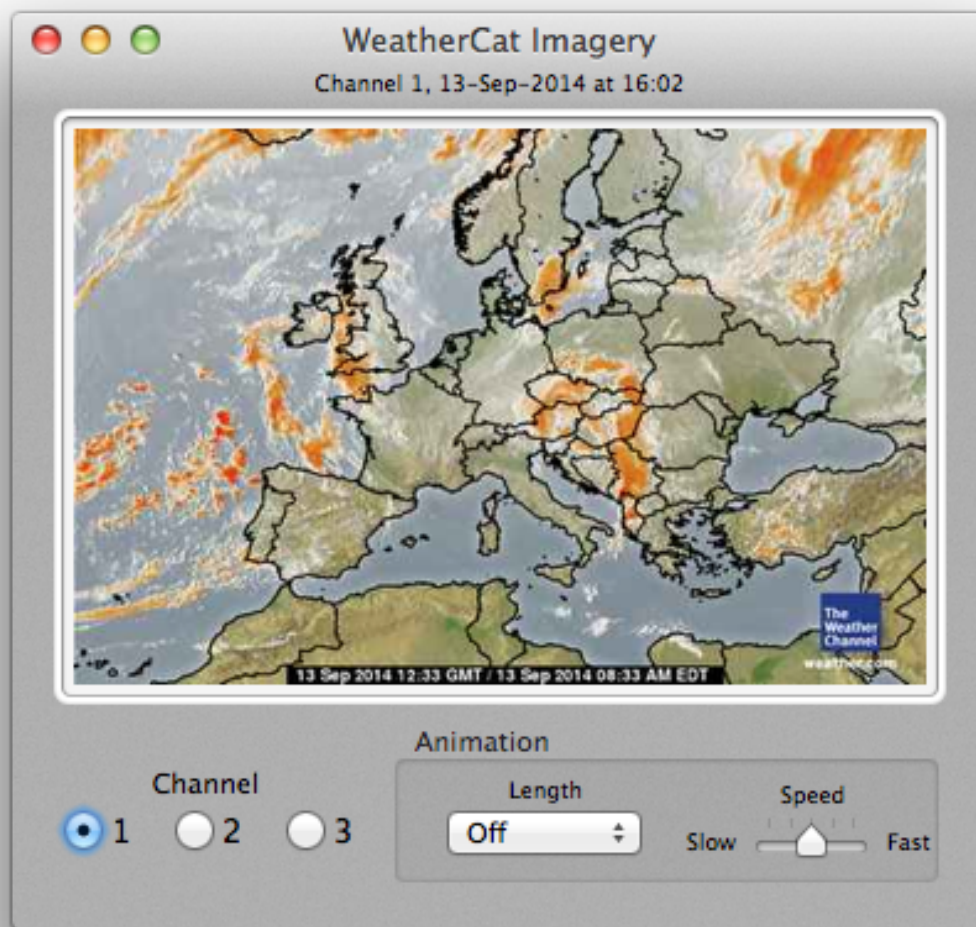 WeatherCat Imagery
Channel 1, 13-Sep-2014 at 16:02
The
Weather
Channel
weather.com
13 Sep 2014 12:33 GMT / 13 Sep 2014 08:33 AM EDT
Animation
Channel
1
2
3
Length
Off
Speed
Slow
Fast